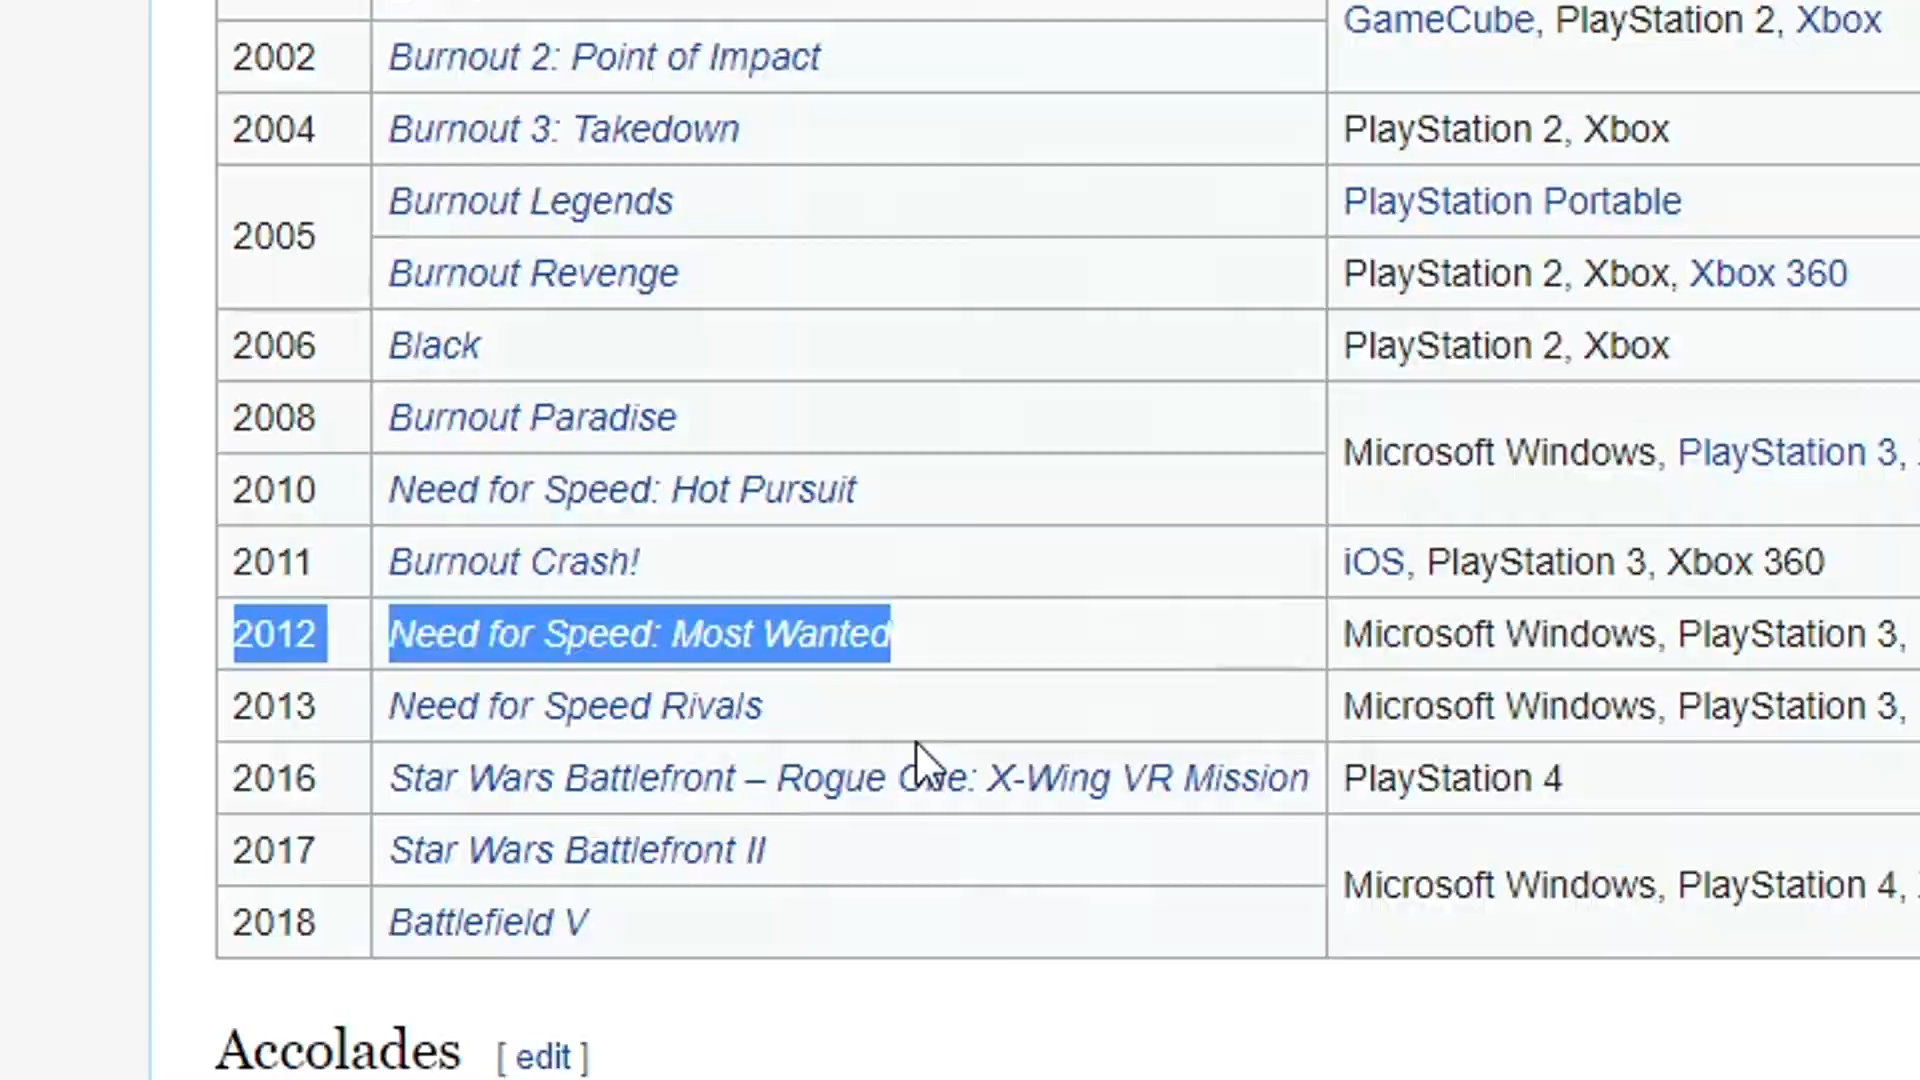 GameCube, PlayStation 2, Xbox
2002 Burnout 2: Point of Impact
2004 Burnout 3: Takedown PlayStation 2, Xbox
2005 Burnout Legends PlayStation Portable
Burnout Revenge PlayStation 2, Xbox, Xbox 360
2006 Black PlayStation 2, Xbox
2008 Burnout Paradise
Microsoft Windows, PlayStation 3,
2010 Need for Speed: Hot Pursuit
2011 Burnout Crash! iOS, PlayStation 3, Xbox 360
2012 Need for Speed: Most Wanted Microsoft Windows, PlayStation 3,
2013 Need for Speed Rivals Microsoft Windows, PlayStation 3,
2016 Star Wars Battlefront – Rogue One: X-Wing VR Mission PlayStation 4
2017 Star Wars Battlefront II
Microsoft Windows, PlayStation 4,
2018 Battlefield V
Accolades [ edit ]